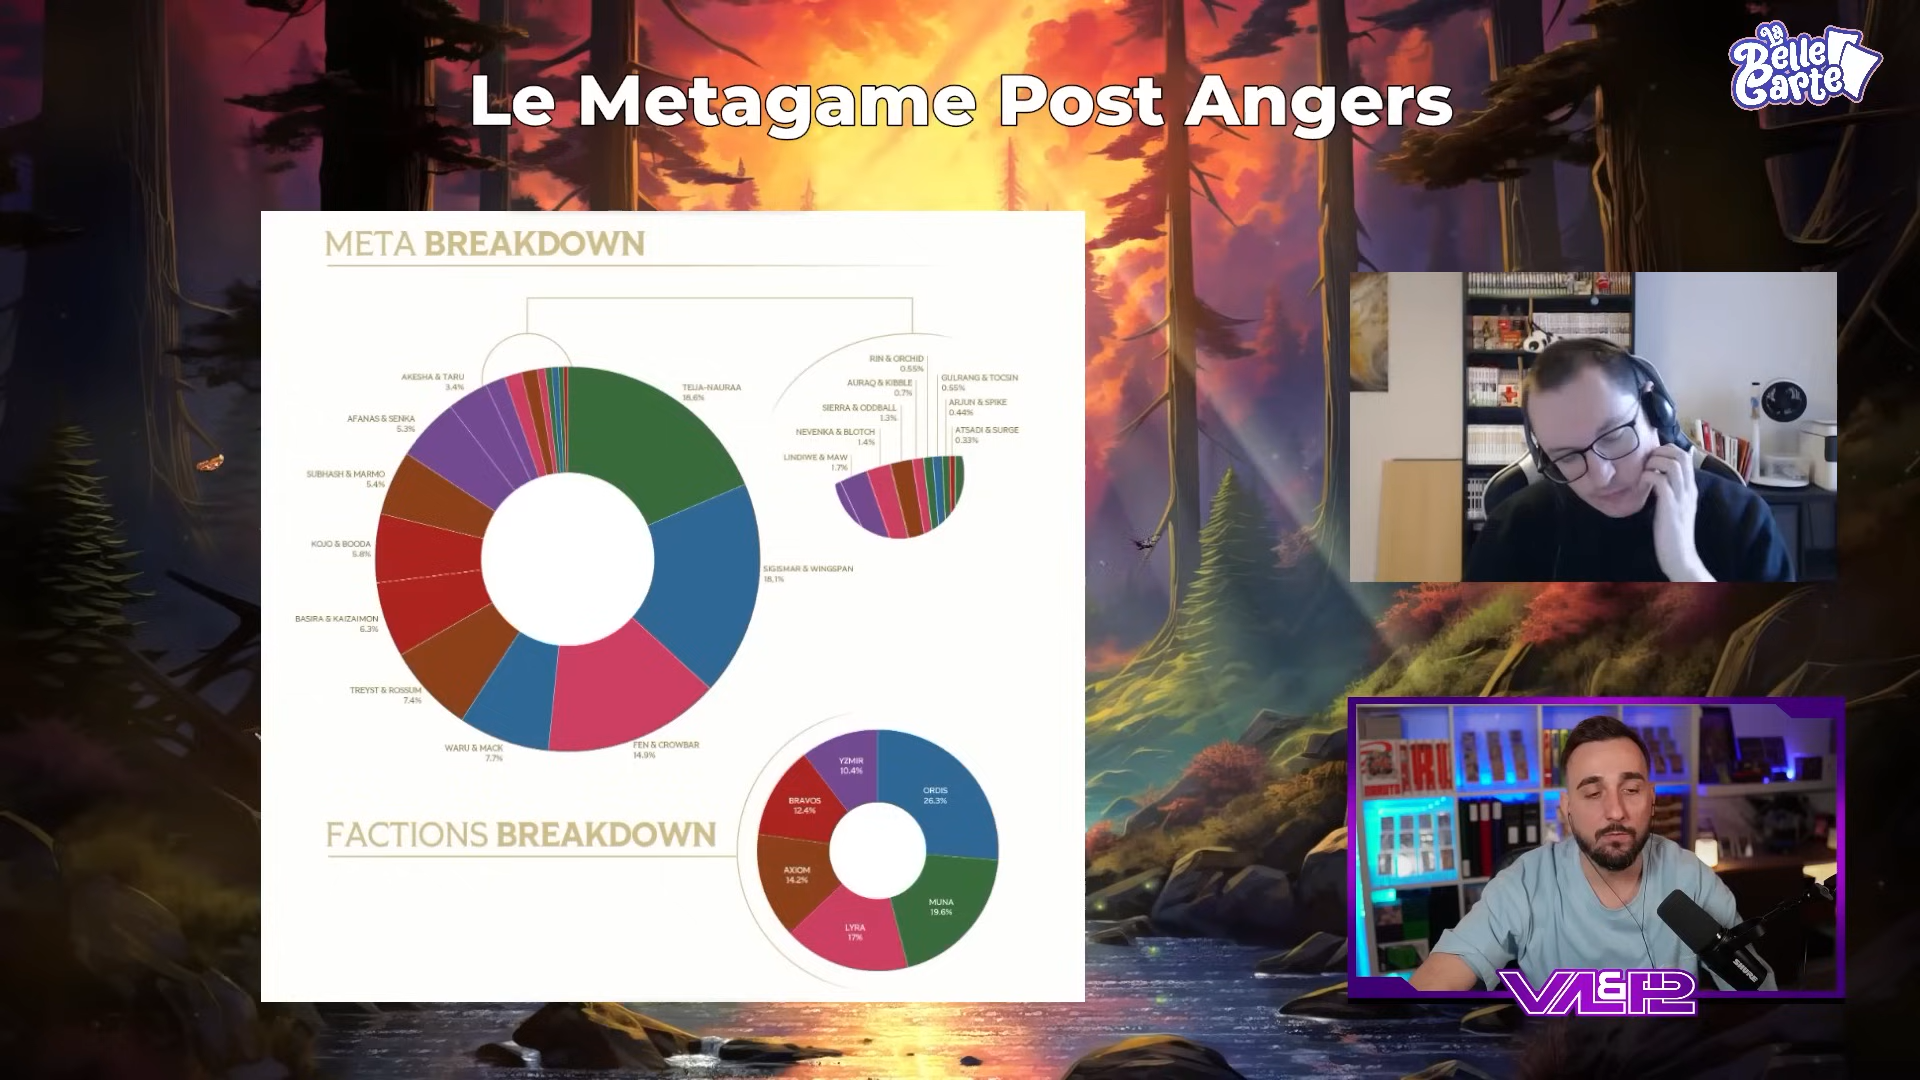 La
Belle
Carte
Le Metagame Post Angers
META BREAKDOWN
RIN & ORCHID
0.55%
AURAQ & KIBBLE
0.7%
SIERRA & ODDBALL
1.3%
NEVENKA & BLOTCH
1.4%
LINDIWE & MAW
1.7%
GULRANG & TOCSIN
0.55%
ARJUN & SPIKE
0.44%
ATSADI & SURGE
0.33%
AKESHA & TARU
3.4%
AFANAS & SENKA
5.3%
SUBHASH & MARMO
5.4%
KOJO & BOODA
5.8%
BASIRA & KAIZAIMON
6.3%
TREYST & ROSSUM
7.4%
WARU & MACK
7.7%
FEN & CROWBAR
14.9%
SIGISMAR & WINGSPAN
18,1%
TEIJA-NAURAA
18,6%
FACTIONS BREAKDOWN
YZMIR
10.4%
ORDIS
26.3%
BRAVOS
12.4%
AXIOM
14.2%
MUNA
19.6%
LYRA
17%
SHURE